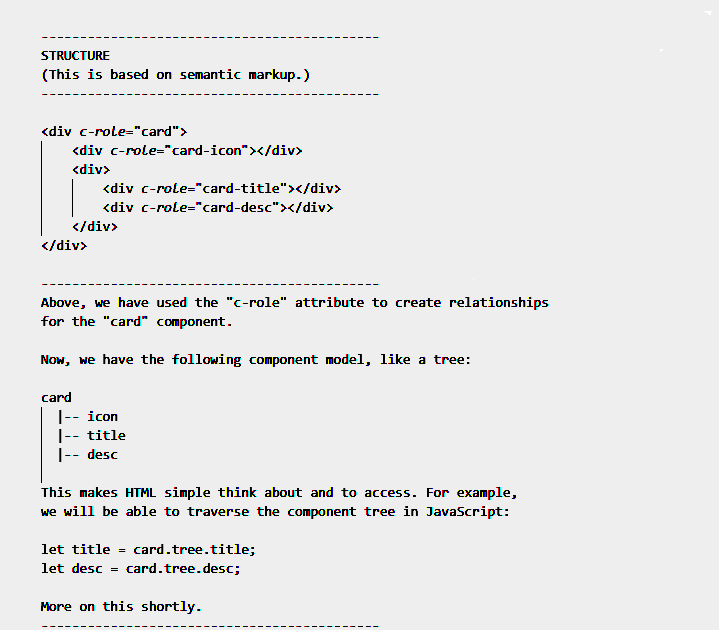 --------------------------------------------
STRUCTURE
(This is based on semantic markup.)
--------------------------------------------
<div c-role="card">
<div c-role="card-icon"></div>
<div>
<div c-role="card-title"></div>
<div c-role="card-desc"></div>
</div>
</div>
--------------------------------------------
Above, we have used the "c-role" attribute to create relationships
for the "card" component.
Now, we have the following component model, like a tree:
card
|-- icon
|-- title
|-- desc
This makes HTML simple think about and to access. For example,
we will be able to traverse the component tree in JavaScript:
let title = card.tree.title;
let desc = card.tree.desc;
More on this shortly.
--------------------------------------------